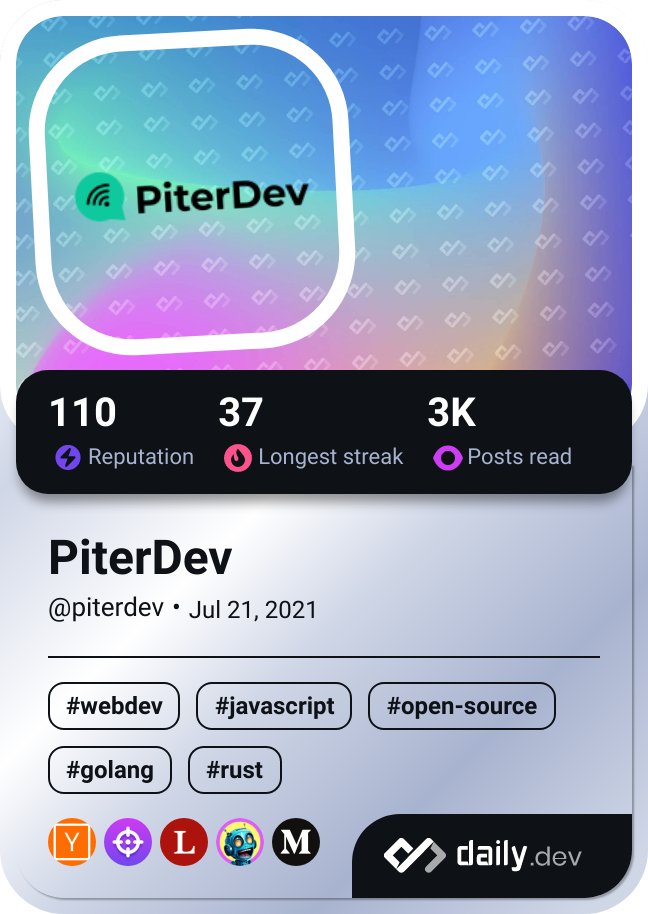 PiterDev
110 37 3K
Reputation Longest streak Posts read
PiterDev
@piterdev • Jul 21, 2021
#webdev #javascript #open-source
#golang #rust
Y L M
daily.dev